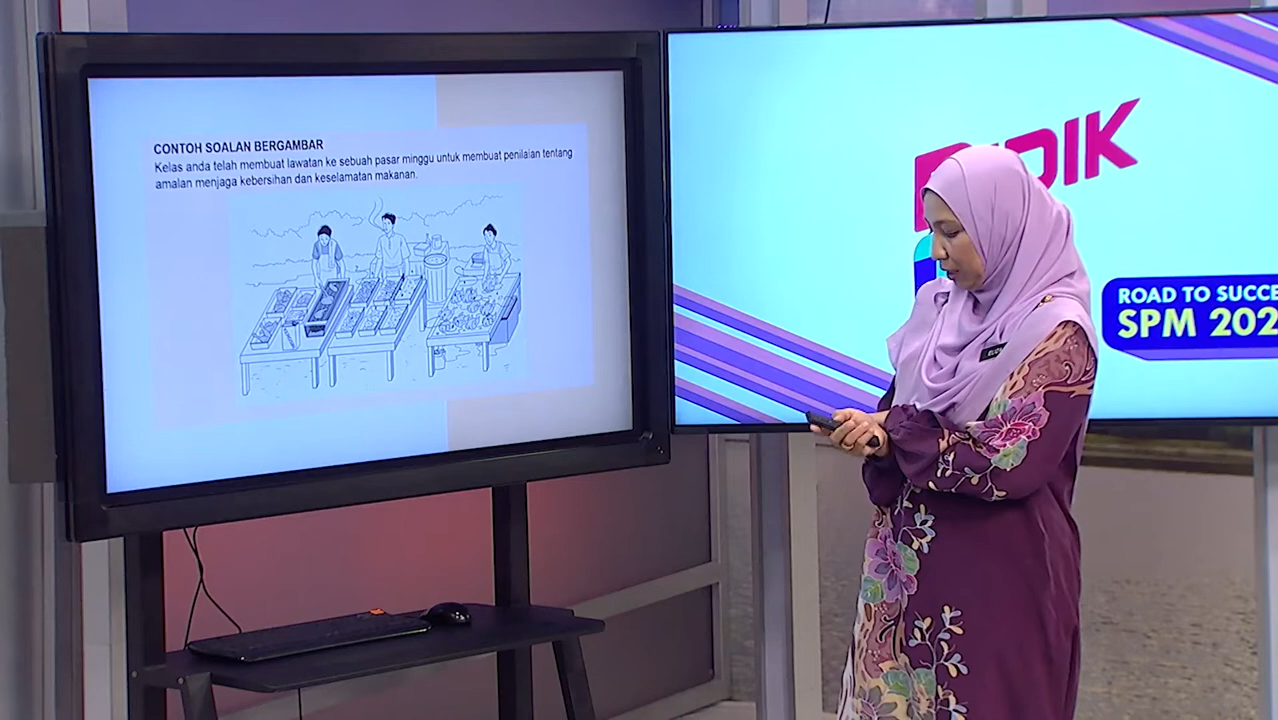 CONTOH SOALAN BERGAMBAR
Kelas anda telah membuat lawatan ke sebuah pasar minggu untuk membuat penilaian tentang
amalan menjaga kebersihan dan keselamatan makanan.
ROAD TO SUCCE
SPM 202